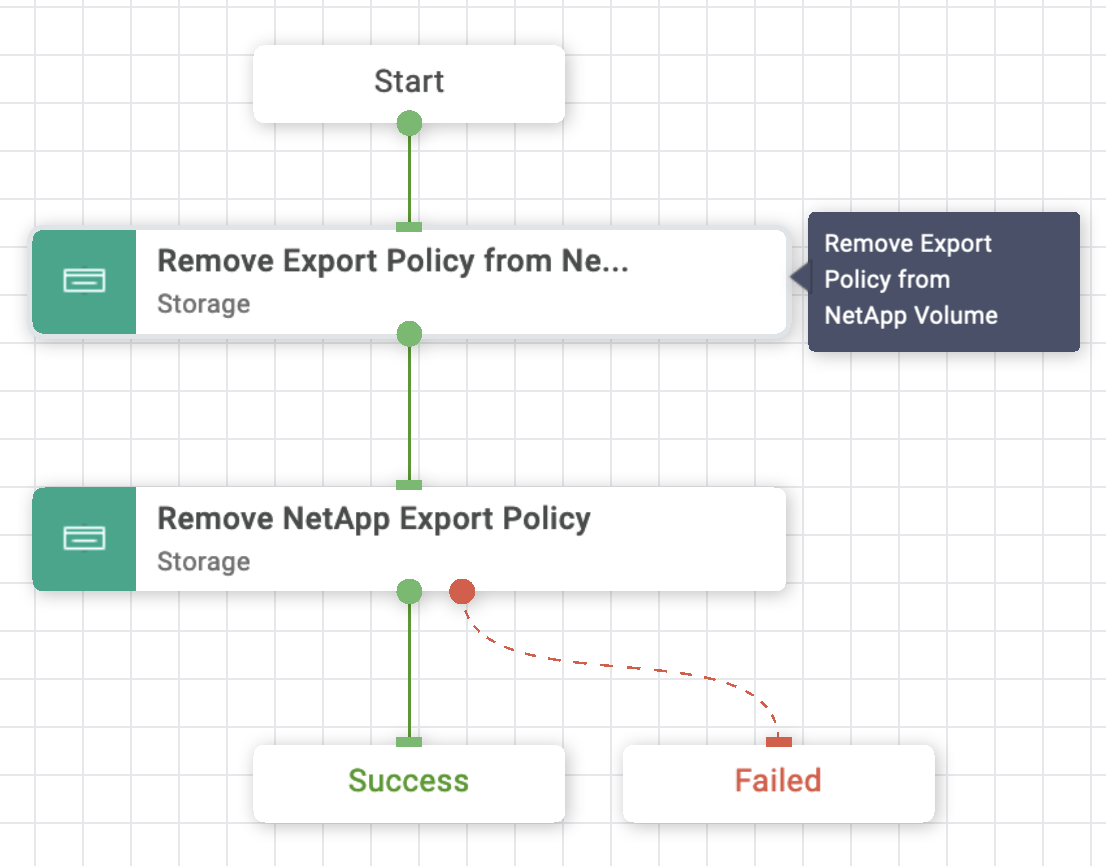 Start
Remove Export Policy from Ne...
Storage
Remove Export
Policy from
NetApp Volume
Remove NetApp Export Policy
Storage
Success
Failed